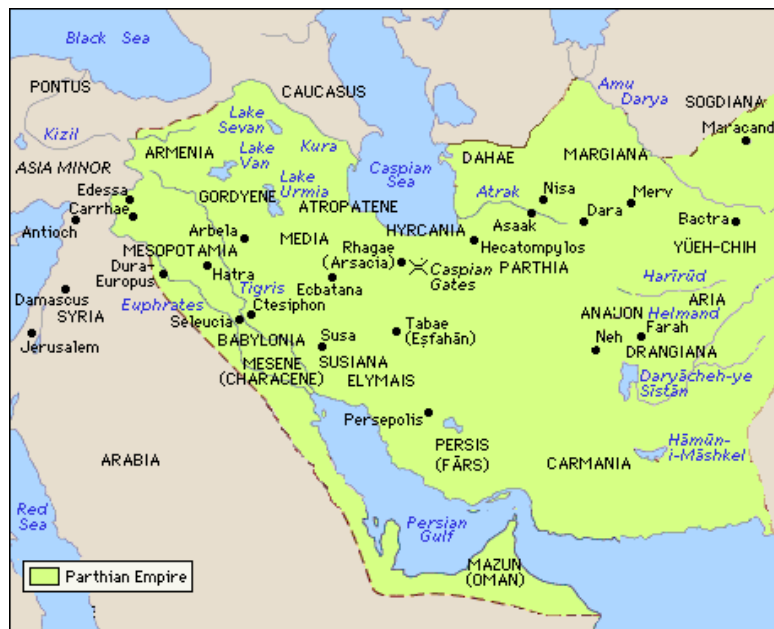 Black Sea
PONTUS
CAUCASUS
Amu
Darya
SOGDIANA
Maracand
Kizil
Lake
Sevan
ARMENIA
Kura
Lake
Van
Caspian
Sea
DAHAE
MARGIANA
ASIA MINOR
Lake
Urmia
Edessa
GORDYENE
ATROPATENE
Atrak
Nisa
Merv
Carrhae
Antioch
Arbela
MEDIA
HYRCANIA
Asaak
Dara
Bactra
MESOPOTAMIA
Rhagae
(Arsacia)
Hecatompylos
YÜEH-CHIH
Dura-
Europus
Hatra
Ecbatana
Caspian
Gates
PARTHIA
Harīrūd
Damascus
SYRIA
Euphrates
Tigris
Ctesiphon
ARIA
Seleucia
Tabae
(Eşfahān)
ANAUON
Helmand
Farah
Jerusalem
BABYLONIA
Susa
Neh
DRANGIANA
MESENE
(CHARACENE)
SUSIANA
ELYMAIS
Daryācheh-ye
Sīstān
Persepolis
PERSIS
(FĀRS)
Hāmūn-
i-Māshkel
ARABIA
CARMANIA
Red
Sea
Persian
Gulf
MAZUN
(OMAN)
Parthian Empire